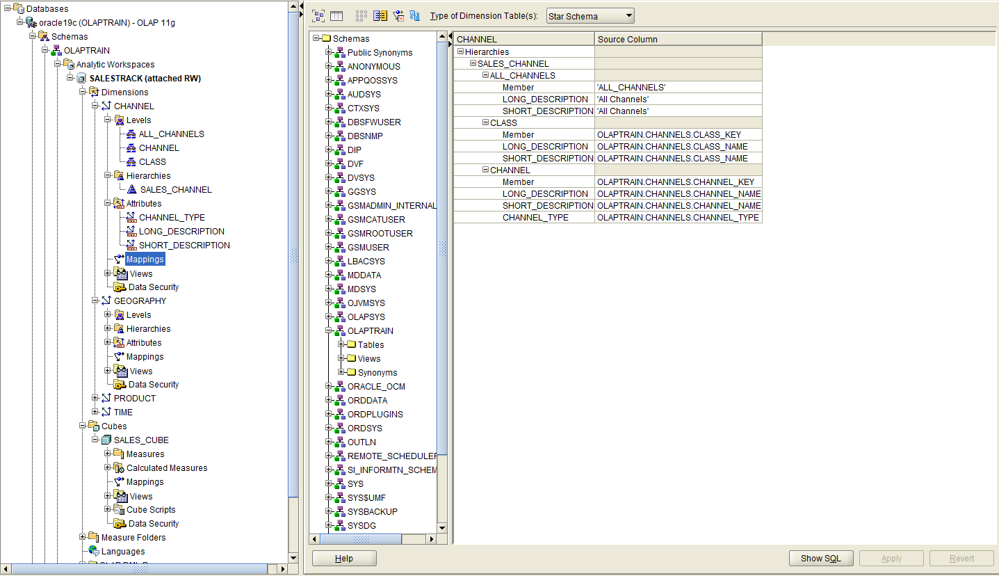 Databases
oracle19c (OLAPTRAIN) - OLAP 11g
Schemas
OLAPTRAIN
Analytic Workspaces
SALESTRACK (attached RW)
Dimensions
CHANNEL
Levels
ALL_CHANNELS
CHANNEL
CLASS
Hierarchies
SALES_CHANNEL
Attributes
CHANNEL_TYPE
LONG_DESCRIPTION
SHORT_DESCRIPTION
Mappings
Views
Data Security
GEOGRAPHY
Levels
Hierarchies
Attributes
Mappings
Views
Data Security
PRODUCT
TIME
Cubes
SALES_CUBE
Measures
Calculated Measures
Mappings
Views
Cube Scripts
Data Security
Measure Folders
Languages
Type of Dimension Table(s): Star Schema
Schemas
Public Synonyms
ANONYMOUS
APPQOSSYS
AUDSYS
CTXSYS
DBSFWUSER
DBSNMP
DIP
DVF
DVSYS
GGSYS
GSMADMIN_INTERNAL
GSMCATUSER
GSMROOTUSER
GSMUSER
LBACSYS
MDDATA
MDSYS
OJVMSYS
OLAPSYS
OLAPTRAIN
Tables
Views
Synonyms
ORACLE_OCM
ORDDATA
ORDPLUGINS
ORDSYS
OUTLN
REMOTE_SCHEDULER
SI_INFORMTN_SCHEM
SYS
SYS$UMF
SYSBACKUP
SYSDG
CHANNEL Source Column
Hierarchies
SALES_CHANNEL
ALL_CHANNELS
Member 'ALL_CHANNELS'
LONG_DESCRIPTION 'All Channels'
SHORT_DESCRIPTION 'All Channels'
CLASS
Member OLAPTRAIN.CHANNELS.CLASS_KEY
LONG_DESCRIPTION OLAPTRAIN.CHANNELS.CLASS_NAME
SHORT_DESCRIPTION OLAPTRAIN.CHANNELS.CLASS_NAME
CHANNEL
Member OLAPTRAIN.CHANNELS.CHANNEL_KEY
LONG_DESCRIPTION OLAPTRAIN.CHANNELS.CHANNEL_NAME
SHORT_DESCRIPTION OLAPTRAIN.CHANNELS.CHANNEL_NAME
CHANNEL_TYPE OLAPTRAIN.CHANNELS.CHANNEL_TYPE
Help Show SQL Apply Revert